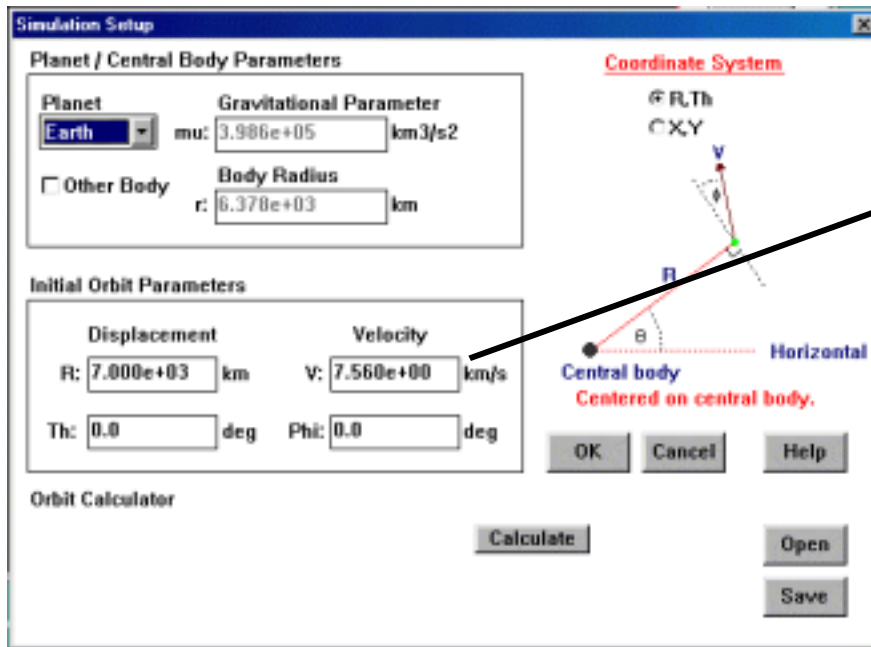 Simulation Setup
Planet / Central Body Parameters
Planet
Gravitational Parameter
Earth
mu: 3.986e+05 km3/s2
Other Body
Body Radius
r: 6.378e+03 km
Coordinate System
R,Th
X,Y
V
ϕ
R
θ
Horizontal
Central body
Centered on central body.
Initial Orbit Parameters
Displacement
Velocity
R: 7.000e+03 km
V: 7.560e+00 km/s
Th: 0.0 deg
Phi: 0.0 deg
OK
Cancel
Help
Orbit Calculator
Calculate
Open
Save